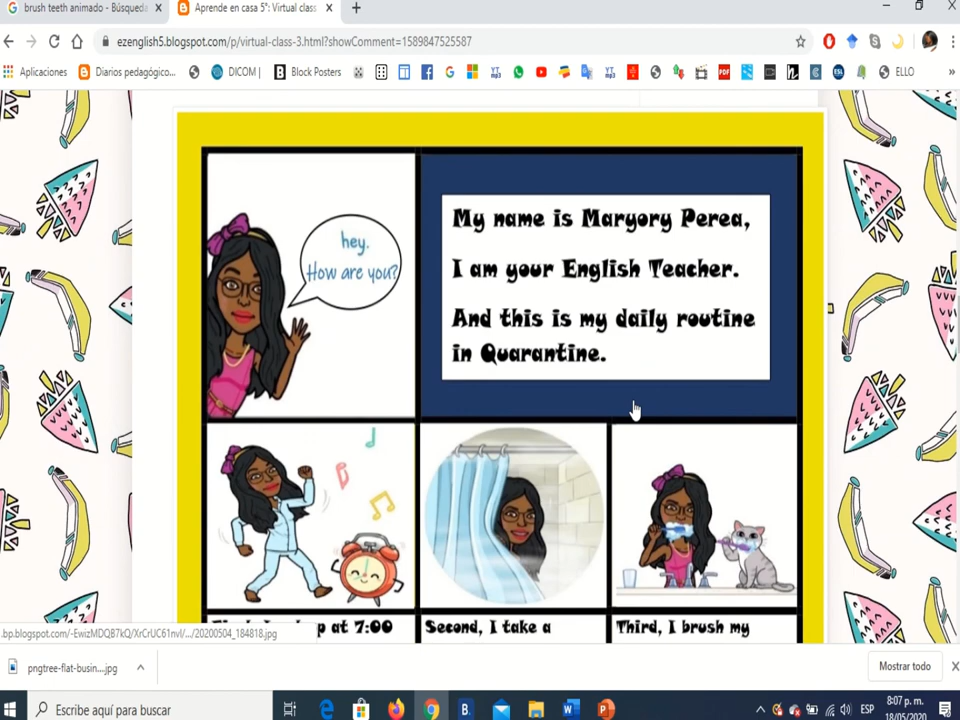 brush teeth animado - Búsqueda
Aprende en casa 5°: Virtual class
ezenglish5.blogspot.com/p/virtual-class-3.html?showComment=1589847525587
Aplicaciones
Diarios pedagógico...
DICOM |
Block Posters
ELLO
hey.
How are you?
My name is Maryory Perea,
I am your English Teacher.
And this is my daily routine
in Quarantine.
p at 7:00
Second, I take a
Third, I brush my
.bp.blogspot.com/-EwizMDQB7kQ/XrCrUC61nvI/.../20200504_184818.jpg
pngtree-flat-busin....jpg
Mostrar todo
Escribe aquí para buscar
ESP
8:07 p. m.
18/05/2020